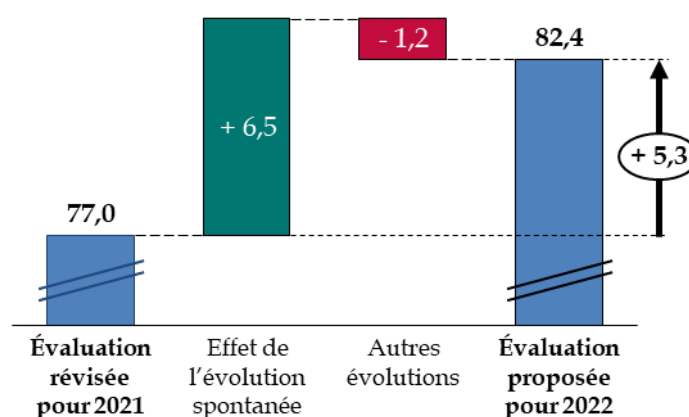 + 6,5
- 1,2
82,4
+ 5,3
77,0
Évaluation
révisée
pour 2021
Effet de
l'évolution
spontanée
Autres
évolutions
Évaluation
proposée
pour 2022